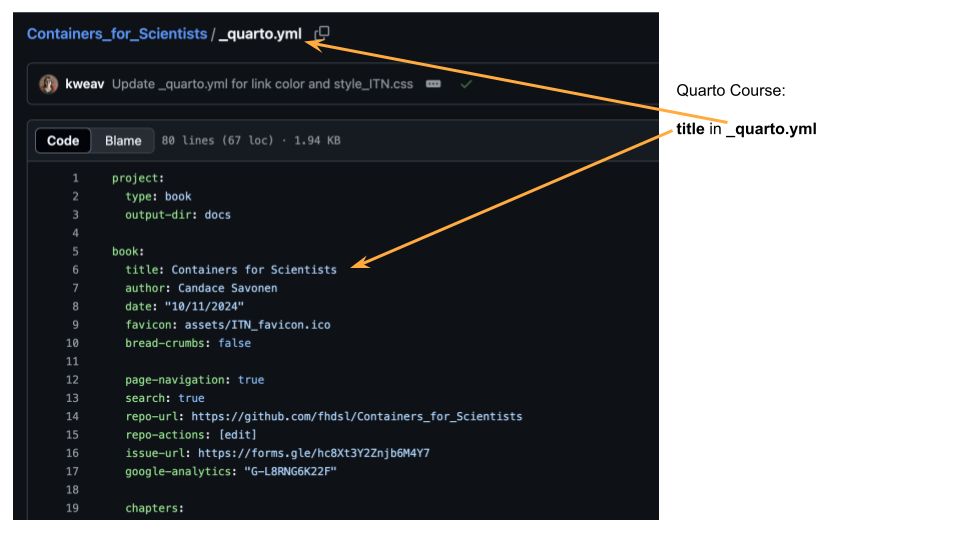 Containers_for_Scientists / _quarto.yml
kweav Update _quarto.yml for link color and style_ITN.css
Code Blame 80 lines (67 loc) · 1.94 KB
1 project:
2   type: book
3   output-dir: docs
4
5 book:
6   title: Containers for Scientists
7   author: Candace Savonen
8   date: "10/11/2024"
9   favicon: assets/ITN_favicon.ico
10   bread-crumbs: false
11
12   page-navigation: true
13   search: true
14   repo-url: https://github.com/fhdsl/Containers_for_Scientists
15   repo-actions: [edit]
16   issue-url: https://forms.gle/hc8Xt3Y2Znjb6M4Y7
17   google-analytics: "G-L8RNG6K22F"
18
19   chapters:
Quarto Course:
title in _quarto.yml